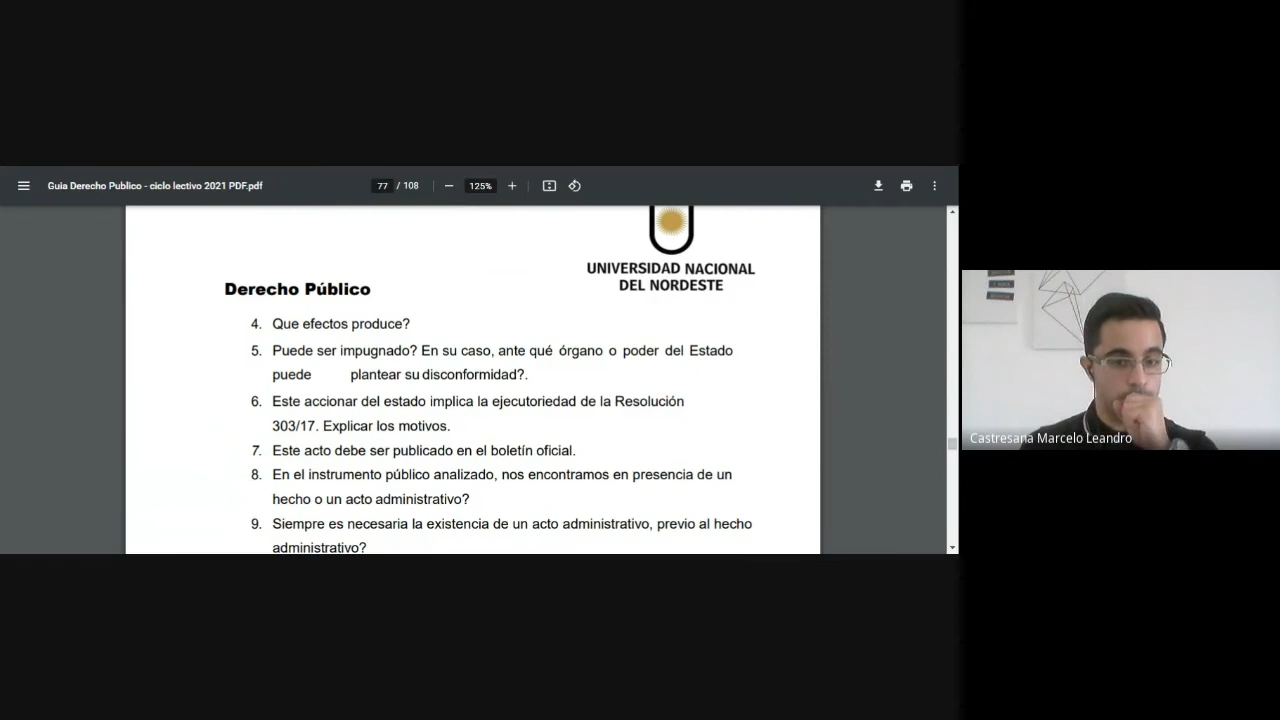 Guia Derecho Publico - ciclo lectivo 2021 PDF.pdf
77 / 108
125%
UNIVERSIDAD NACIONAL
DEL NORDESTE
Derecho Público
4. Que efectos produce?
5. Puede ser impugnado? En su caso, ante qué órgano o poder del Estado
puede plantear su disconformidad?.
6. Este accionar del estado implica la ejecutoriedad de la Resolución
303/17. Explicar los motivos.
7. Este acto debe ser publicado en el boletín oficial.
8. En el instrumento público analizado, nos encontramos en presencia de un
hecho o un acto administrativo?
9. Siempre es necesaria la existencia de un acto administrativo, previo al hecho
administrativo?
Castresana Marcelo Leandro